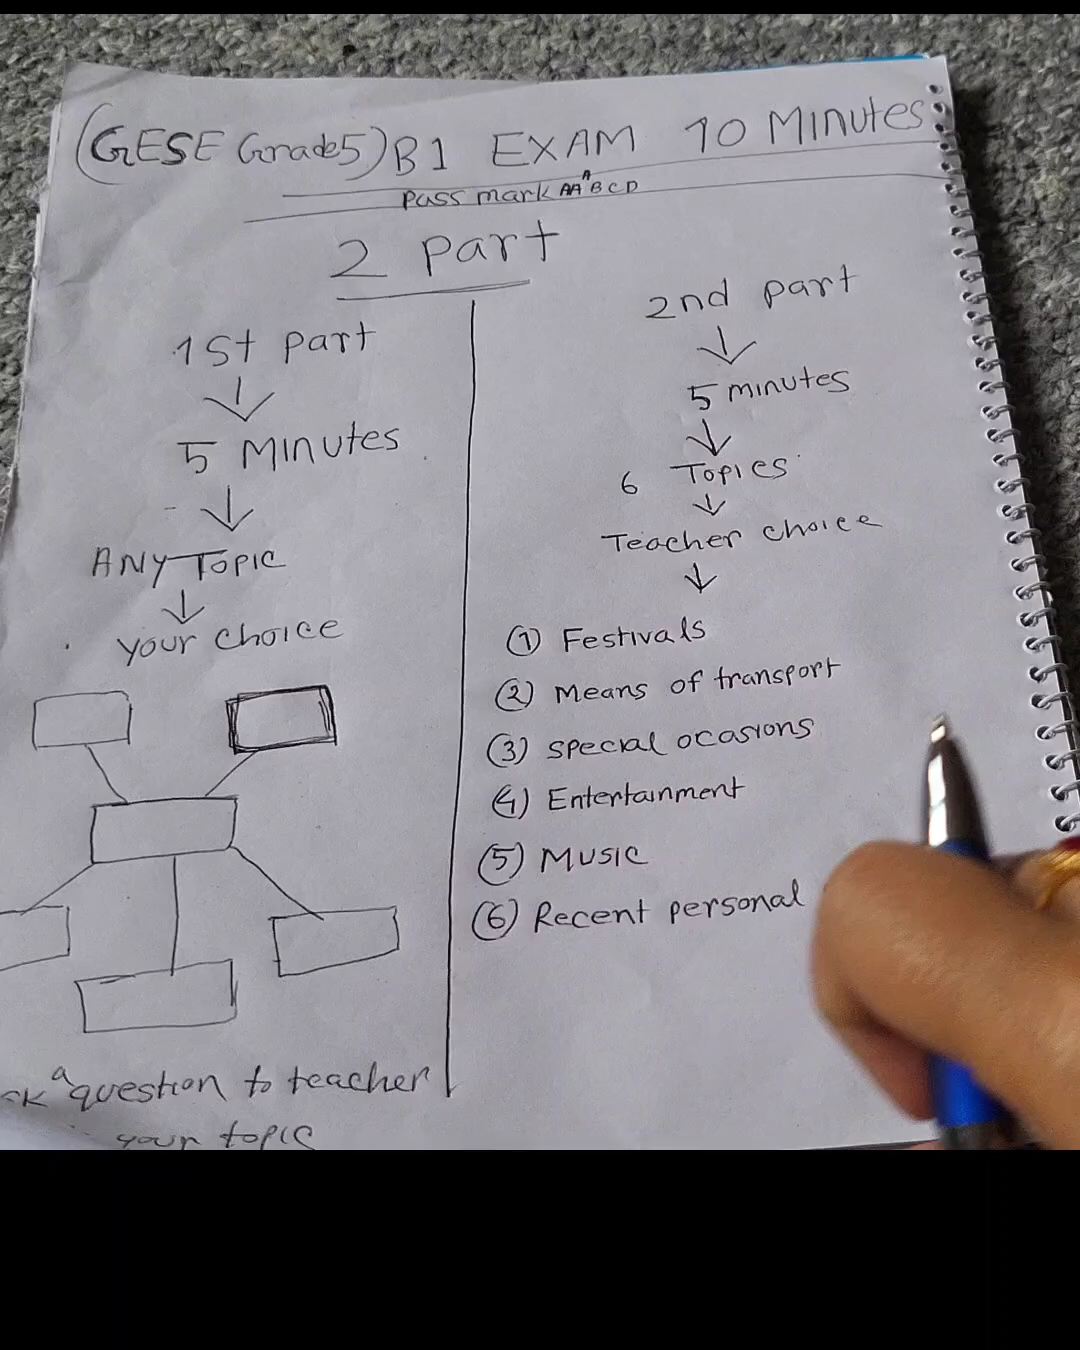 (GESE Grade5) B1 EXAM 10 Minutes
Pass mark AA A B C D
2 part
1st part
5 Minutes
ANY TOPIC
your choice
a question to teacher
your topic
2nd part
5 minutes
6 Topics
Teacher choice
① Festivals
② Means of transport
③ special ocasions
④ Entertainment
⑤ Music
⑥ Recent personal